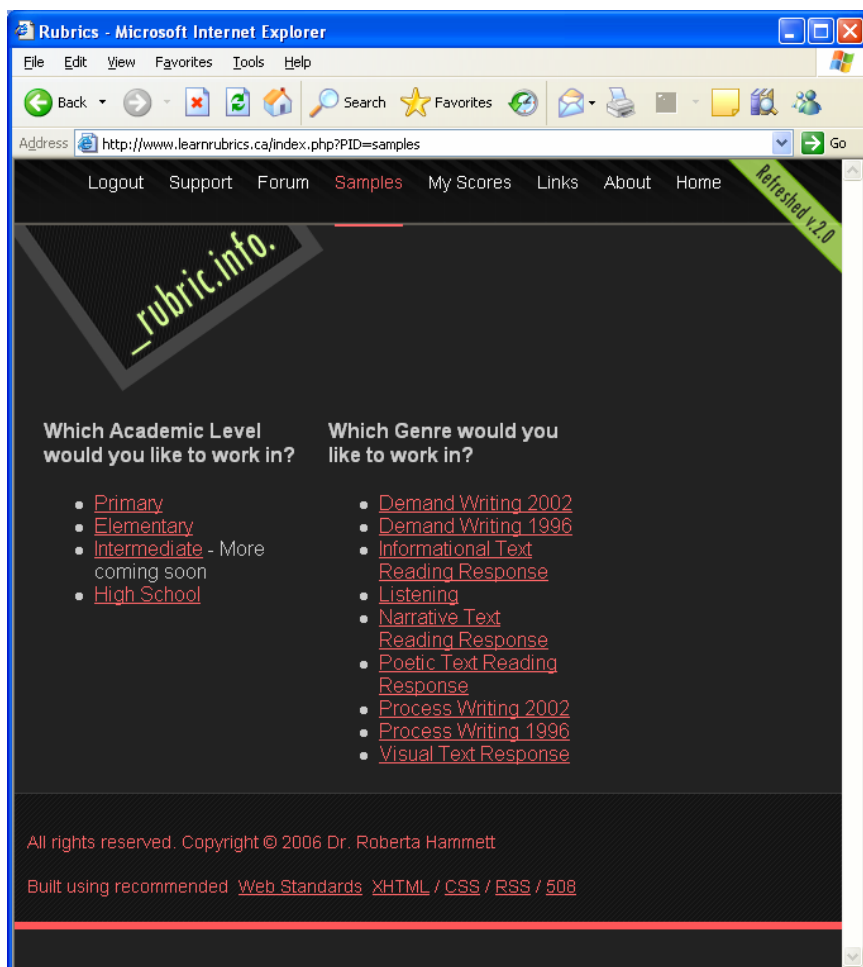 Rubrics - Microsoft Internet Explorer
File Edit View Favorites Tools Help
Back Search Favorites
Address http://www.learnrubrics.ca/index.php?PID=samples Go
Logout Support Forum Samples My Scores Links About Home
Refreshed v.2.0
_rubric.info.
Which Academic Level
would you like to work in?
Primary
Elementary
Intermediate - More
coming soon
High School
Which Genre would you
like to work in?
Demand Writing 2002
Demand Writing 1996
Informational Text
Reading Response
Listening
Narrative Text
Reading Response
Poetic Text Reading
Response
Process Writing 2002
Process Writing 1996
Visual Text Response
All rights reserved. Copyright © 2006 Dr. Roberta Hammett
Built using recommended Web Standards XHTML / CSS / RSS / 508